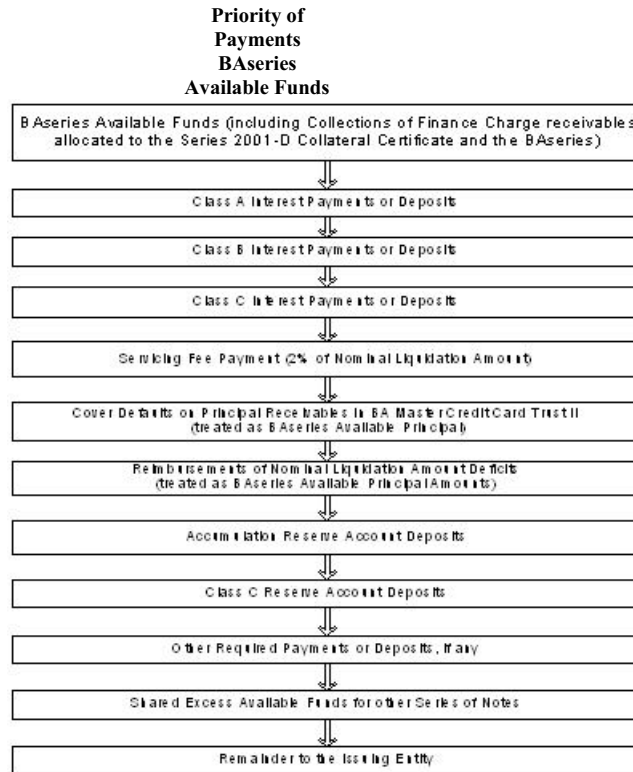 Priority of
Payments
BAseries
Available Funds
BAseries Available Funds (including Collections of Finance Charge receivables
allocated to the Series 2001-D Collateral Certificate and the BAseries)
Class A Interest Payments or Deposits
Class B Interest Payments or Deposits
Class C Interest Payments or Deposits
Servicing Fee Payment (2% of Nominal Liquidation Amount)
Cover Defaults on Principal Receivables in BA Master Credit Card Trust II
(treated as BAseries Available Principal)
Reimbursements of Nominal Liquidation Amount Deficits
(treated as BAseries Available Principal Amounts)
Accumulation Reserve Account Deposits
Class C Reserve Account Deposits
Other Required Payments or Deposits, if any
Shared Excess Available Funds for other Series of Notes
Remainder to the Issuing Entity